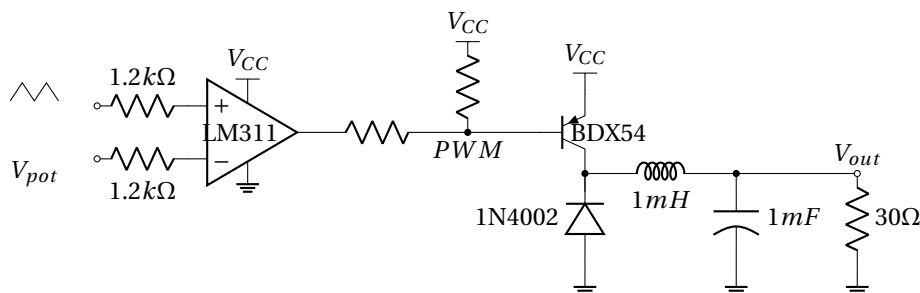 V_CC
V_CC
V_CC
1.2kΩ
+
LM311
−
BDX54
PWM
V_pot
1.2kΩ
V_out
1N4002
1mH
1mF
30Ω